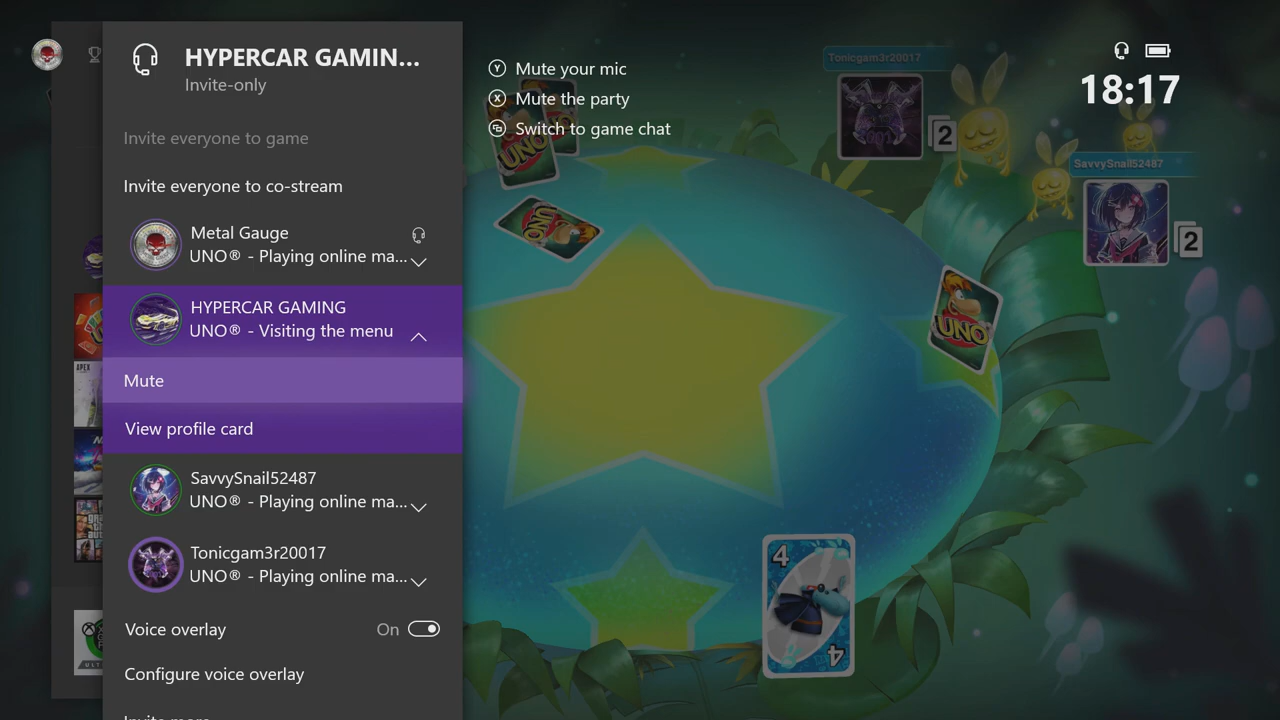 HYPERCAR GAMIN...
Invite-only
Invite everyone to game
Invite everyone to co-stream
Metal Gauge
UNO® - Playing online ma...
HYPERCAR GAMING
UNO® - Visiting the menu
Mute
View profile card
SavvySnail52487
UNO® - Playing online ma...
Tonicgam3r20017
UNO® - Playing online ma...
Voice overlay On
Configure voice overlay
Invite more
Y Mute your mic
X Mute the party
Switch to game chat
18:17
Tonicgam3r20017
2
SavvySnail52487
2
UNO
UNO
UNO
4
4
APEX